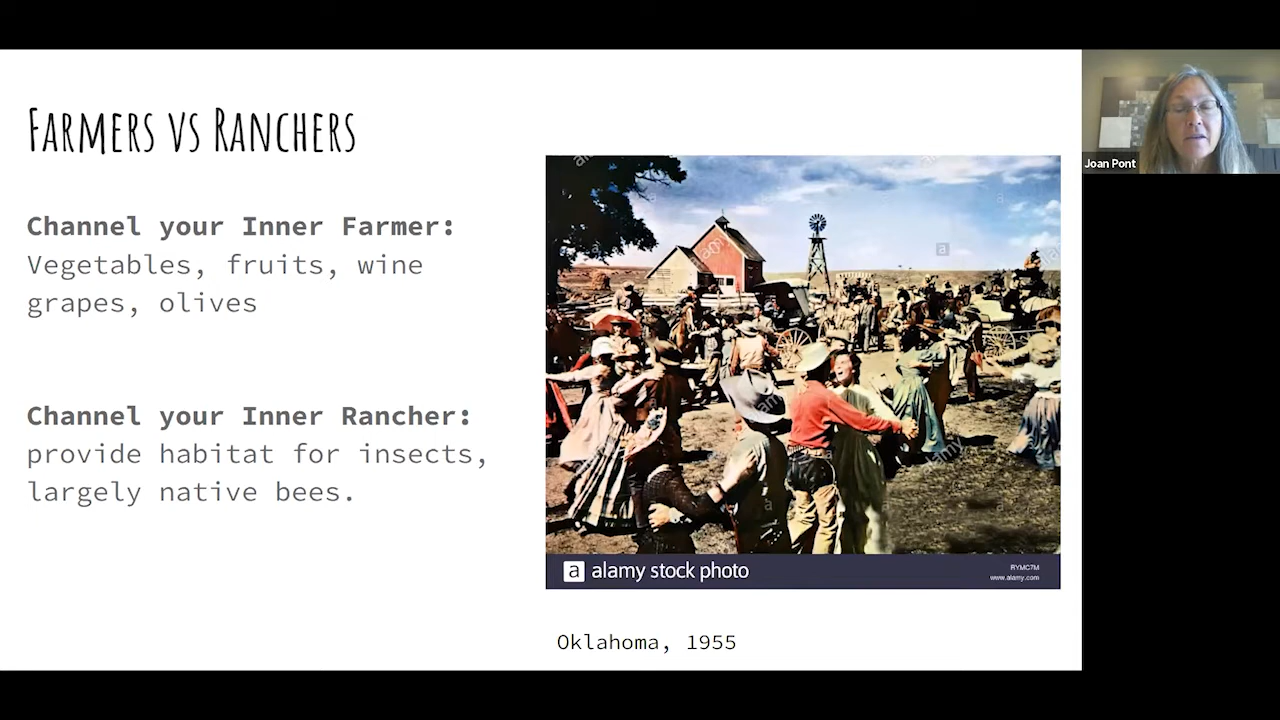 Farmers vs Ranchers
Channel your Inner Farmer:
Vegetables, fruits, wine
grapes, olives
Channel your Inner Rancher:
provide habitat for insects,
largely native bees.
a alamy stock photo
RYMC7M
www.alamy.com
Oklahoma, 1955
Joan Pont